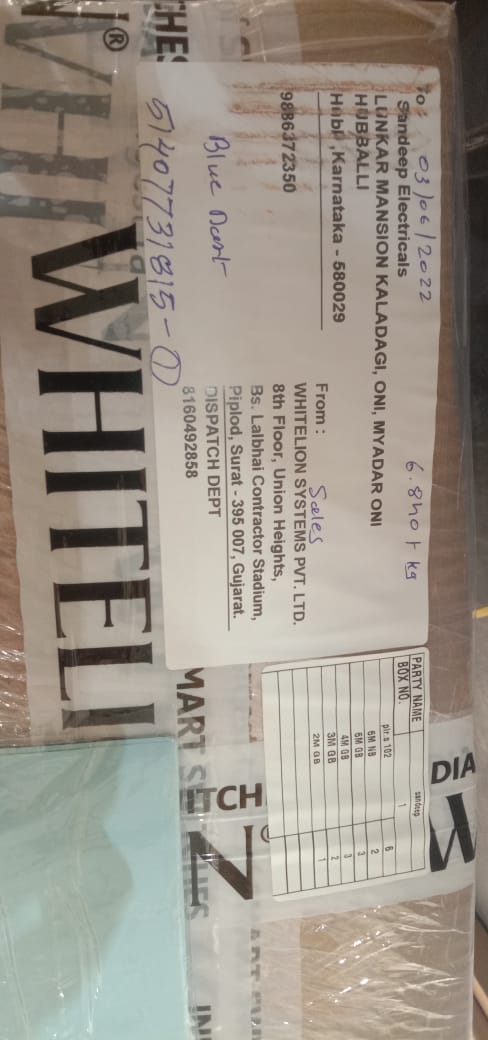 To :
03/06/2022
6.840 + kg
Sandeep Electricals
LUNKAR MANSION KALADAGI, ONI, MYADAR ONI
HUBBALLI
Hubli ,Karnataka - 580029
9886372350
From :
Sales
WHITELION SYSTEMS PVT. LTD.
8th Floor, Union Heights,
Bs. Lalbhai Contractor Stadium,
Piplod, Surat - 395 007, Gujarat.
DISPATCH DEPT
8160492858
Blue Dart
51407731815-1
PARTY NAME sandeep
BOX NO. 1
plr.s 102 6
6M NB 2
6M GB 3
4M GB 3
3M GB 2
2M GB 1
DIA
W
CHES
®
WHITELI
MART S
TCH
IN